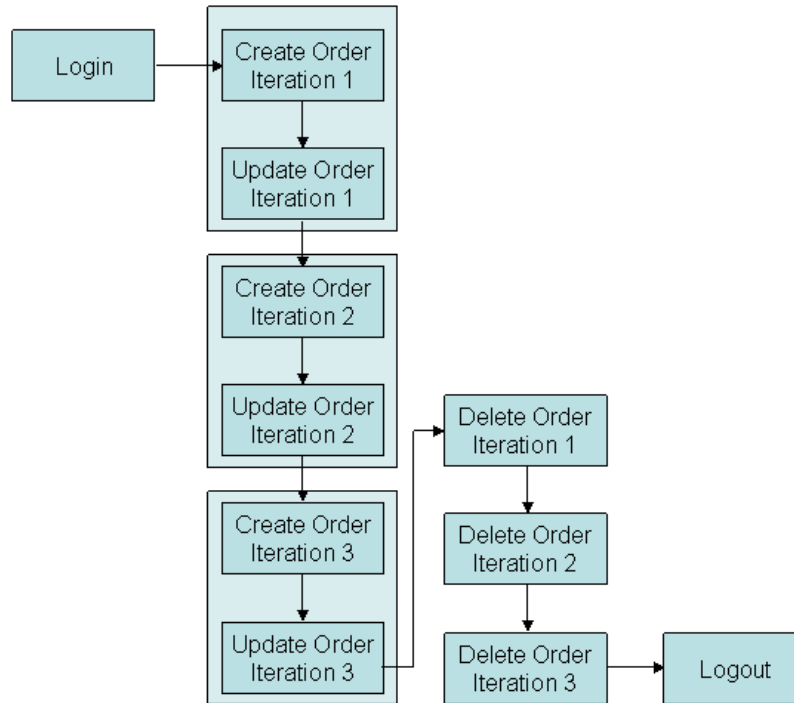 Login
Create Order
Iteration 1
Update Order
Iteration 1
Create Order
Iteration 2
Update Order
Iteration 2
Create Order
Iteration 3
Update Order
Iteration 3
Delete Order
Iteration 1
Delete Order
Iteration 2
Delete Order
Iteration 3
Logout